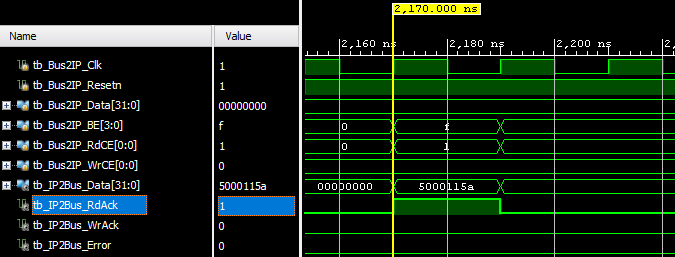 2,170.000 ns
Name Value
2,160 ns 2,180 ns 2,200 ns 2,2
tb_Bus2IP_Clk 1
tb_Bus2IP_Resetn 1
tb_Bus2IP_Data[31:0] 00000000
tb_Bus2IP_BE[3:0] f 0 f
tb_Bus2IP_RdCE[0:0] 1 0 1
tb_Bus2IP_WrCE[0:0] 0
tb_IP2Bus_Data[31:0] 5000115a 00000000 5000115a
tb_IP2Bus_RdAck 1
tb_IP2Bus_WrAck 0
tb_IP2Bus_Error 0